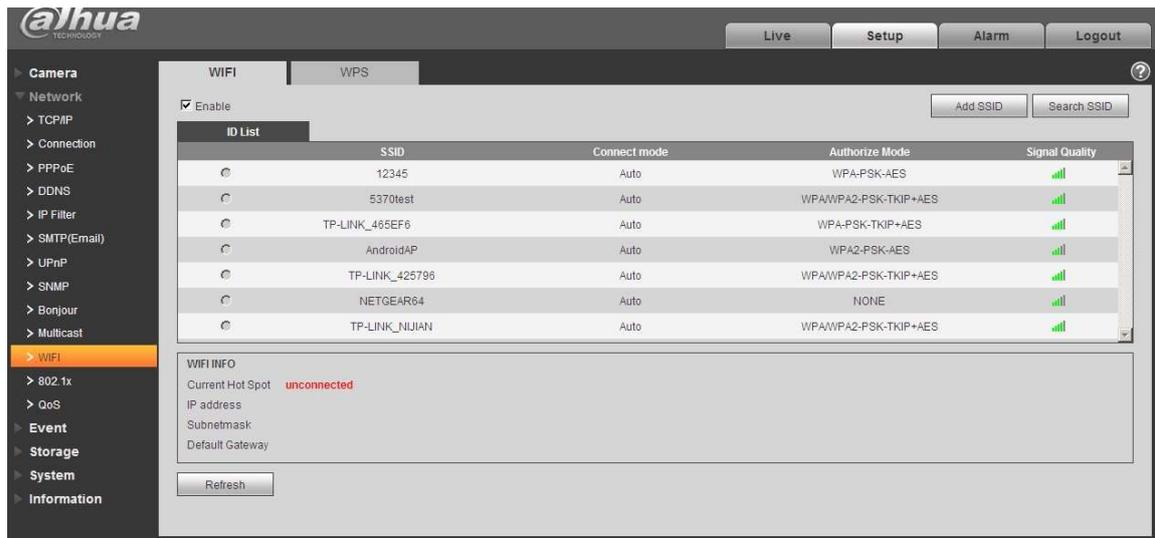 alhua
TECHNOLOGY
Live Setup Alarm Logout
Camera
Network
> TCP/IP
> Connection
> PPPoE
> DDNS
> IP Filter
> SMTP(Email)
> UPnP
> SNMP
> Bonjour
> Multicast
> WIFI
> 802.1x
> QoS
Event
Storage
System
Information
WIFI WPS ?
Enable Add SSID Search SSID
ID List
SSID Connect mode Authorize Mode Signal Quality
12345 Auto WPA-PSK-AES
5370test Auto WPA/WPA2-PSK-TKIP+AES
TP-LINK_465EF6 Auto WPA-PSK-TKIP+AES
AndroidAP Auto WPA2-PSK-AES
TP-LINK_425796 Auto WPA/WPA2-PSK-TKIP+AES
NETGEAR64 Auto NONE
TP-LINK_NIJIAN Auto WPA/WPA2-PSK-TKIP+AES
WIFI INFO
Current Hot Spot unconnected
IP address
Subnetmask
Default Gateway
Refresh